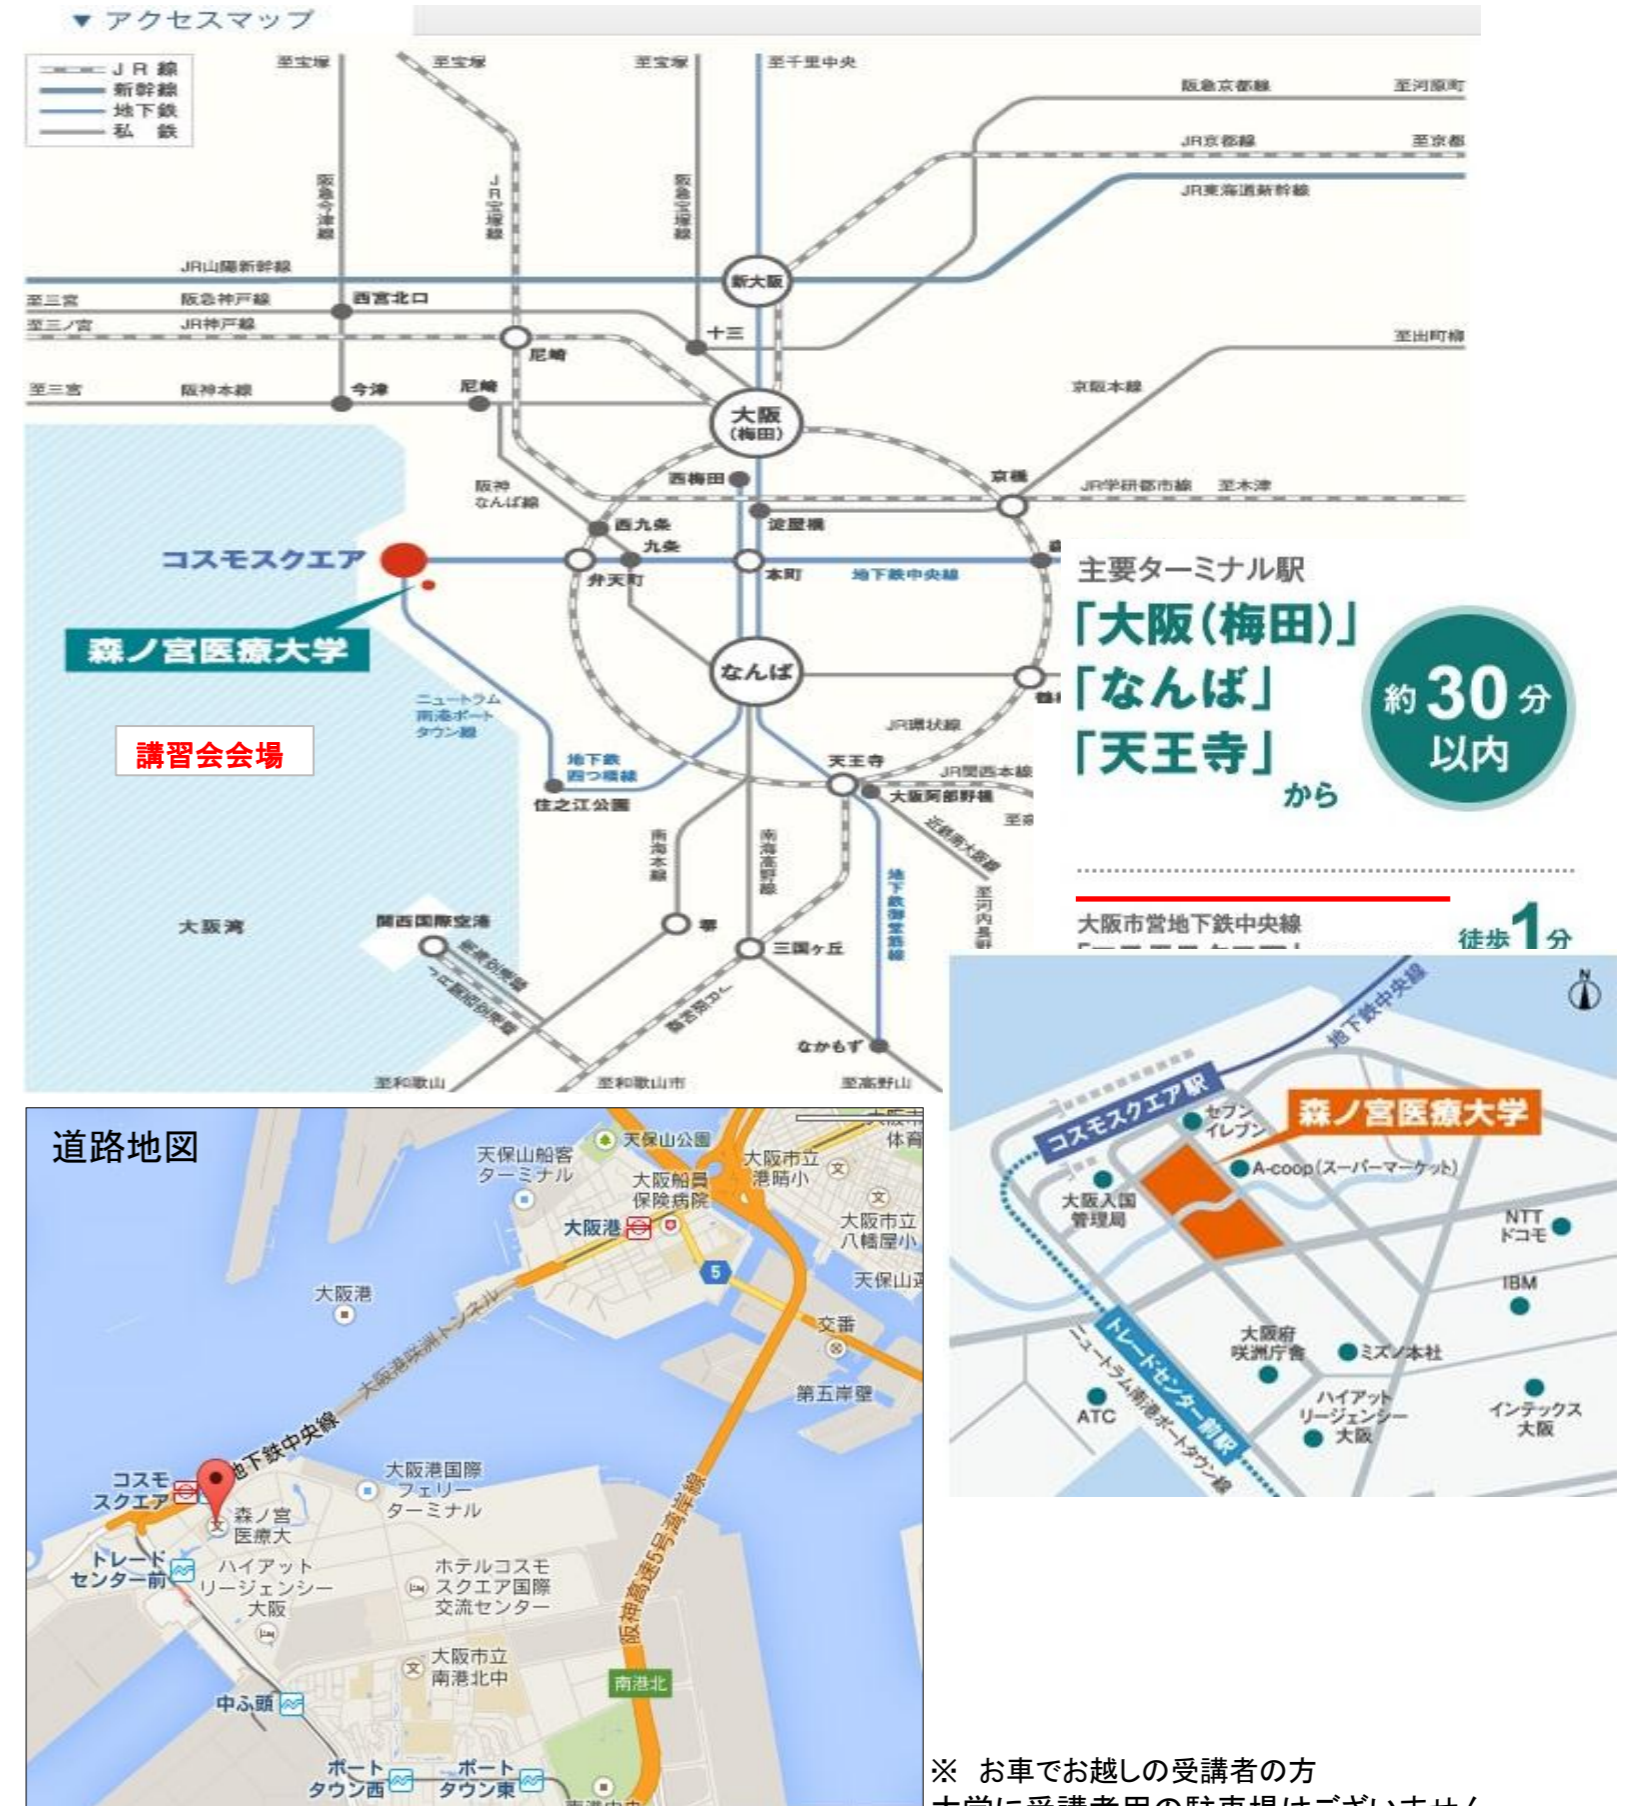 ▼ アクセスマップ
JR線
新幹線
地下鉄
私鉄
至宝塚
至宝塚
至宝塚
至千里中央
阪急京都線
至河原町
JR京都線
至京都
JR東海道新幹線
阪急今津線
JR宝塚線
阪急宝塚線
JR山陽新幹線
新大阪
至三宮
阪急神戸線
西宮北口
至三ノ宮
JR神戸線
尼崎
十三
至出町柳
至三宮
阪神本線
今津
尼崎
大阪
(梅田)
京阪本線
西梅田
京橋
JR学研都市線
至木津
阪神
なんば線
西九条
淀屋橋
九条
コスモスクエア
弁天町
本町
地下鉄中央線
森ノ宮医療大学
なんば
ニュートラム
南港ポート
タウン線
講習会会場
JR環状線
地下鉄
四つ橋線
天王寺
JR関西本線
住之江公園
大阪阿部野橋
近鉄南大阪線
南海本線
南海高野線
地下鉄御堂筋線
至河内長野
大阪湾
関西国際空港
堺
三国ヶ丘
JR阪和線
なかもず
至和歌山
至和歌山市
至高野山
主要ターミナル駅
「大阪(梅田)」
「なんば」
「天王寺」
から
約30分
以内
大阪市営地下鉄中央線
徒歩1分
N
地下鉄中央線
コスモスクエア駅
セブン
イレブン
森ノ宮医療大学
A-coop(スーパーマーケット)
大阪入国
管理局
NTT
ドコモ
IBM
トレードセンター前駅
ニュートラム南港ポートタウン線
大阪府
咲洲庁舎
ミズノ本社
ATC
ハイアット
リージェンシー
大阪
インテックス
大阪
道路地図
天保山船客
ターミナル
天保山公園
体育
大阪船員
保険病院
大阪市立
港晴小
大阪港
大阪市立
八幡屋小
5
天保山
大阪港
大阪港咲洲トンネル
交番
第五岸壁
地下鉄中央線
コスモ
スクエア
大阪港国際
フェリー
ターミナル
森ノ宮
医療大
トレード
センター前
ハイアット
リージェンシー
大阪
ホテルコスモ
スクエア国際
交流センター
阪神高速5号湾岸線
大阪市立
南港北中
南港北
中ふ頭
ポート
タウン西
ポート
タウン東
※ お車でお越しの受講者の方
大学に受講者用の駐車場はございません